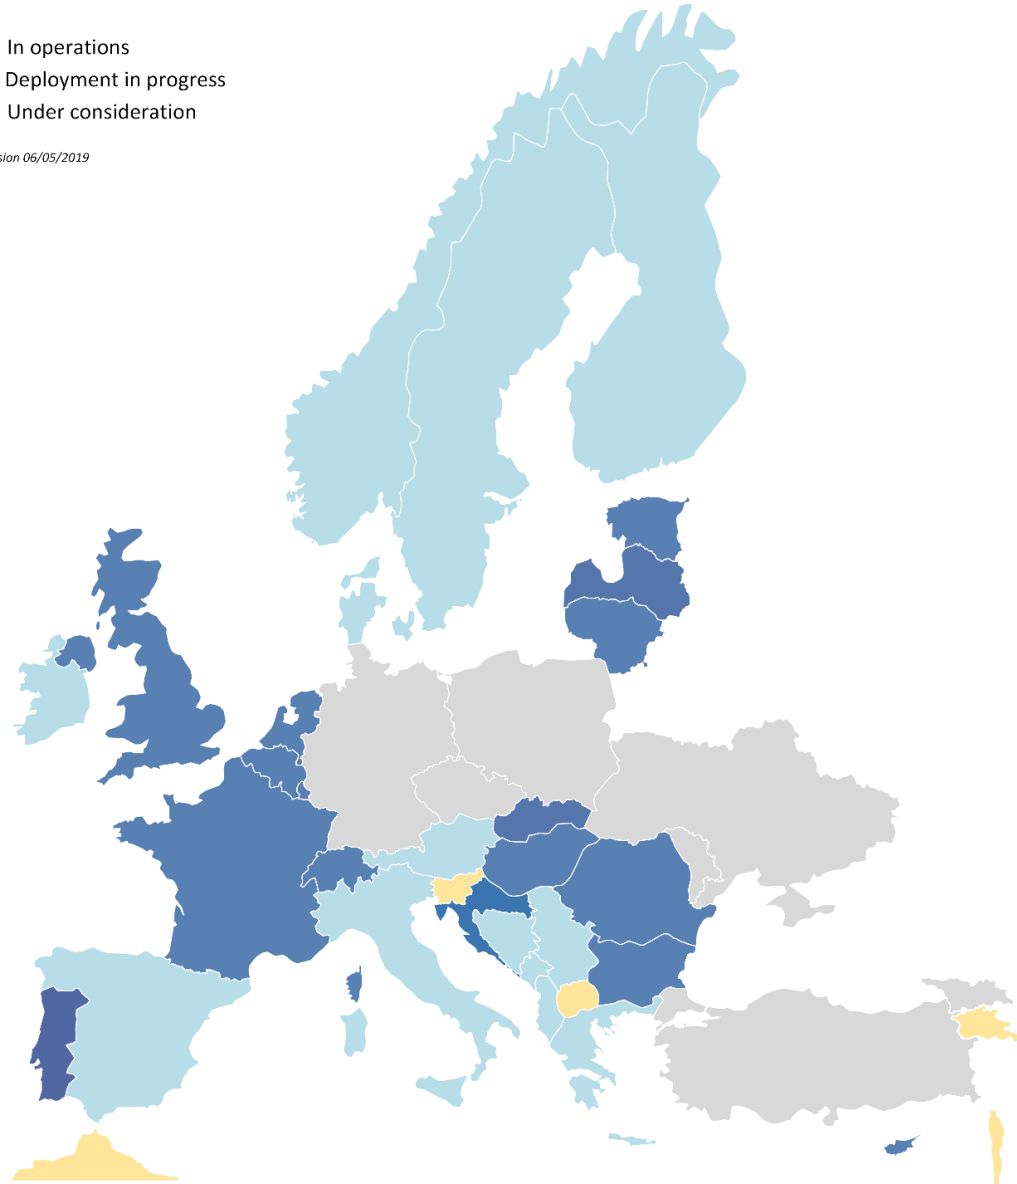 In operations
Deployment in progress
Under consideration
sion 06/05/2019